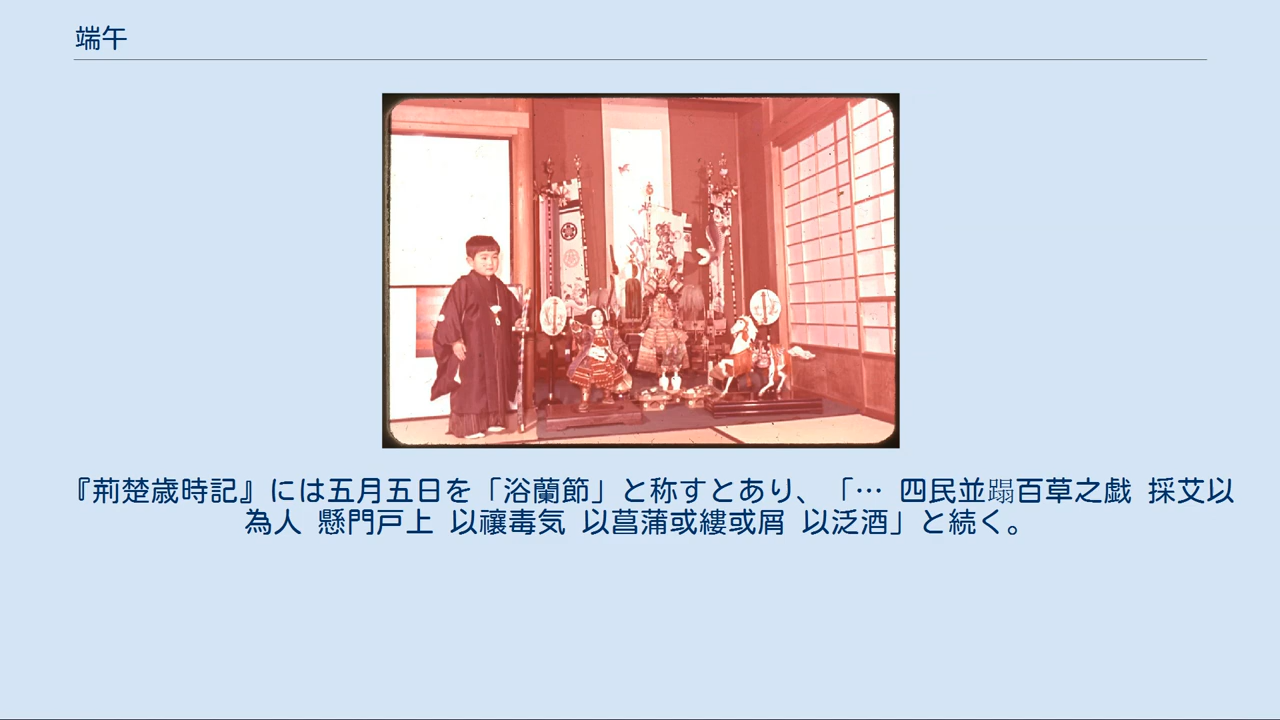 端午
『荊楚歳時記』には五月五日を「浴蘭節」と称すとあり、「… 四民並蹋百草之戯 採艾以
為人 懸門戸上 以禳毒気 以菖蒲或縷或屑 以泛酒」と続く。